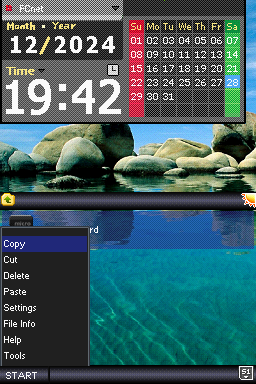 FCnet
Month • Year
12/2024
Time
19:42
Su Mo Tu We Th Fr Sa
01 02 03 04 05 06 07
08 09 10 11 12 13 14
15 16 17 18 19 20 21
22 23 24 25 26 27 28
29 30 31
rd
Copy
Cut
Delete
Paste
Settings
File Info
Help
Tools
START
51